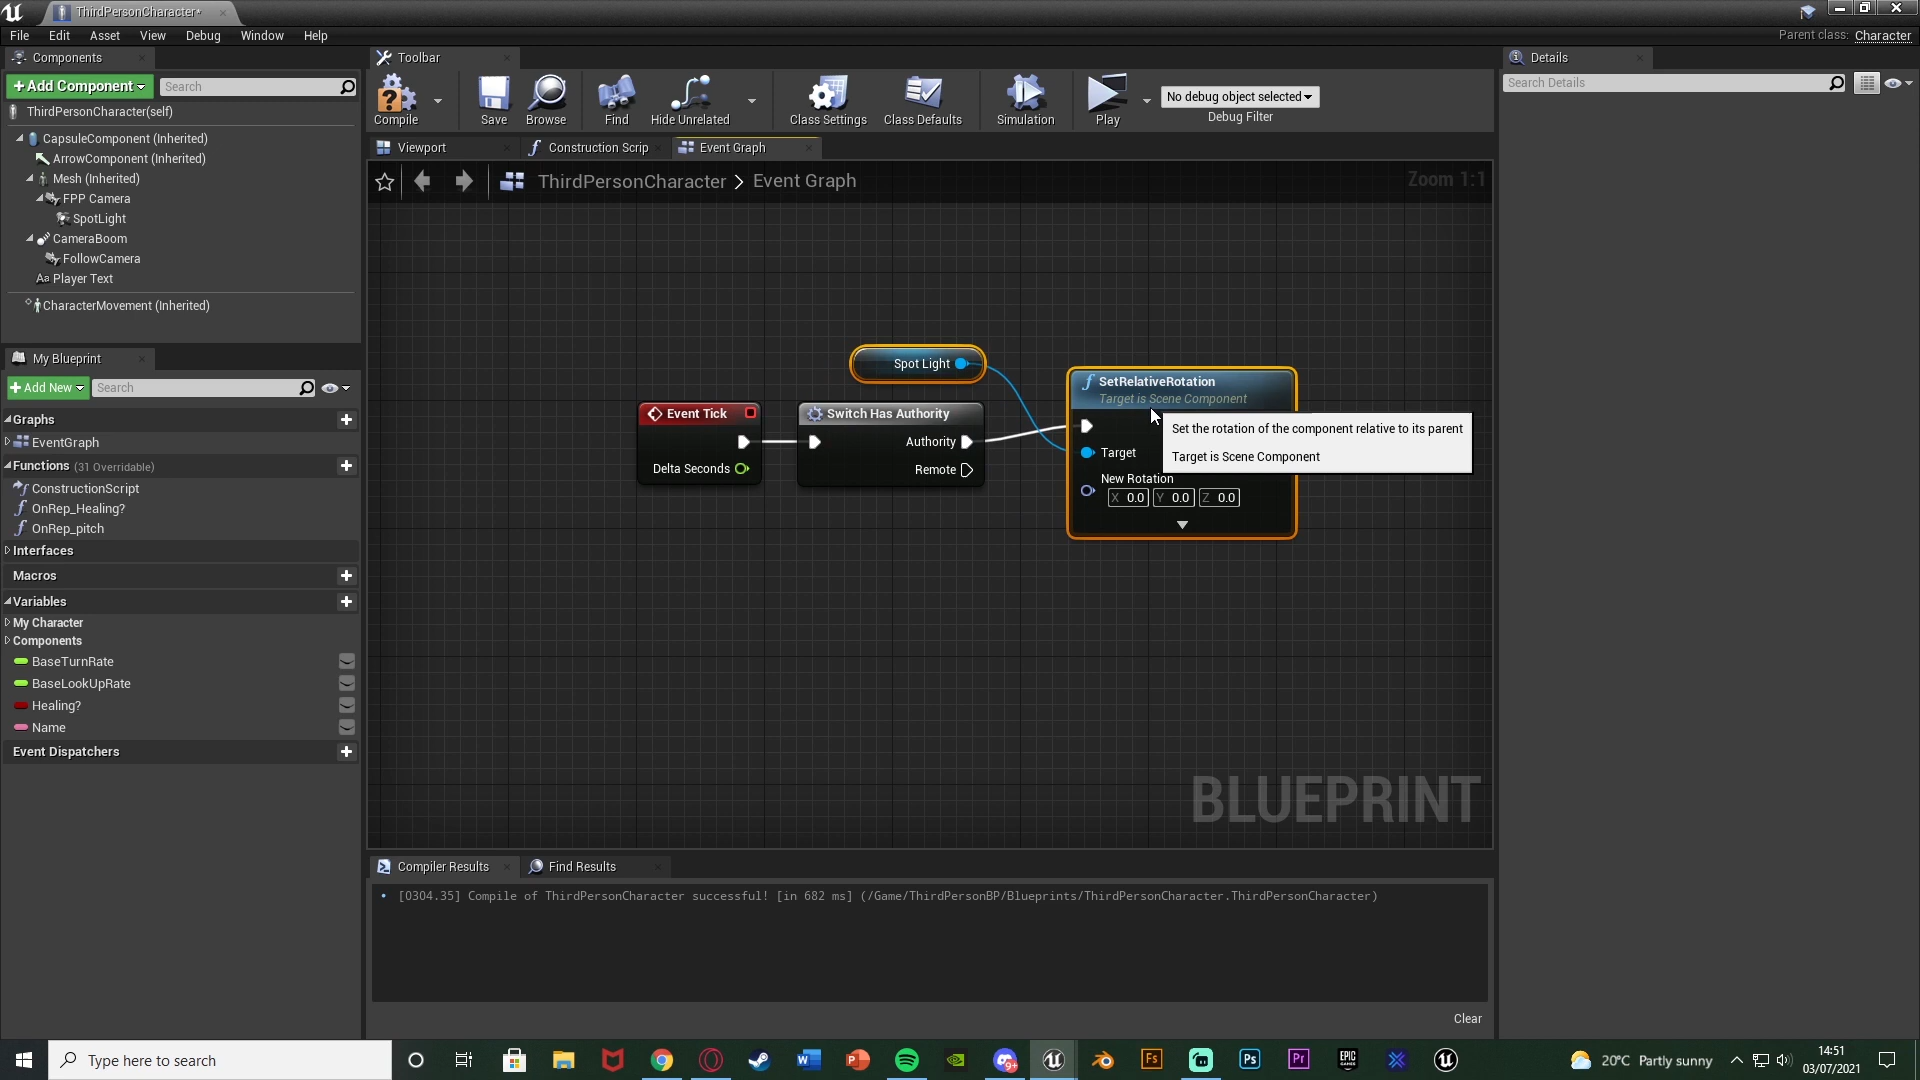 ThirdPersonCharacter*
File Edit Asset View Debug Window Help
Parent class: Character
Components
+ Add Component
Search
ThirdPersonCharacter(self)
CapsuleComponent (Inherited)
ArrowComponent (Inherited)
Mesh (Inherited)
FPP Camera
SpotLight
CameraBoom
FollowCamera
Aa Player Text
CharacterMovement (Inherited)
My Blueprint
+ Add New
Search
Graphs
EventGraph
Functions (31 Overridable)
ConstructionScript
OnRep_Healing?
OnRep_pitch
Interfaces
Macros
Variables
My Character
Components
BaseTurnRate
BaseLookUpRate
Healing?
Name
Event Dispatchers
Toolbar
Compile
Save
Browse
Find
Hide Unrelated
Class Settings
Class Defaults
Simulation
Play
No debug object selected
Debug Filter
Viewport
Construction Scrip
Event Graph
ThirdPersonCharacter > Event Graph
Zoom 1:1
Spot Light
Event Tick
Delta Seconds
Switch Has Authority
Authority
Remote
SetRelativeRotation
Target is Scene Component
Target
New Rotation
X 0.0 Y 0.0 Z 0.0
Set the rotation of the component relative to its parent
Target is Scene Component
BLUEPRINT
Compiler Results
Find Results
[0304.35] Compile of ThirdPersonCharacter successful! [in 682 ms] (/Game/ThirdPersonBP/Blueprints/ThirdPersonCharacter.ThirdPersonCharacter)
Clear
Details
Search Details
Type here to search
20°C Partly sunny
14:51
03/07/2021